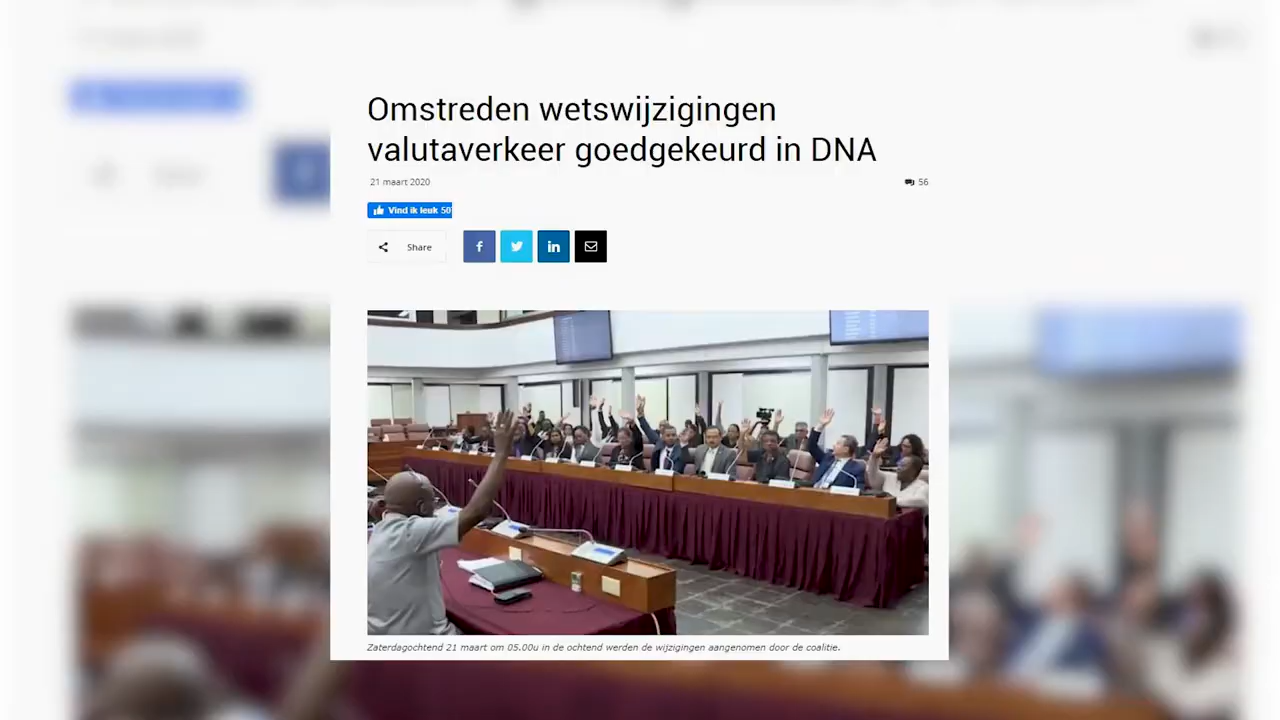 Omstreden wetswijzigingen
valutaverkeer goedgekeurd in DNA
21 maart 2020
56
Vind ik leuk 50
Share
Zaterdagochtend 21 maart om 05.00u in de ochtend werden de wijzigingen aangenomen door de coalitie.